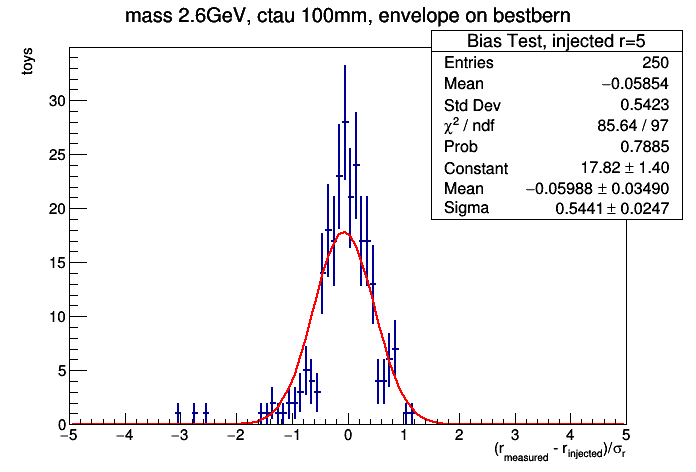 mass 2.6GeV, ctau 100mm, envelope on bestbern
toys
Bias Test, injected r=5
Entries 250
Mean −0.05854
Std Dev 0.5423
χ² / ndf 85.64 / 97
Prob 0.7885
Constant 17.82 ± 1.40
Mean −0.05988 ± 0.03490
Sigma 0.5441 ± 0.0247
30
25
20
15
10
5
0
−5 −4 −3 −2 −1 0 1 2 3 4 5
(r_measured - r_injected)/σ_r